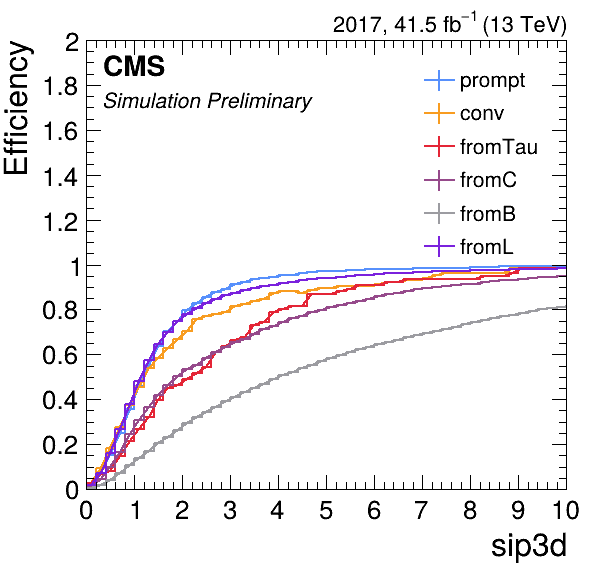 2017, 41.5 fb⁻¹ (13 TeV)
CMS
Simulation Preliminary
prompt
conv
fromTau
fromC
fromB
fromL
Efficiency
2
1.8
1.6
1.4
1.2
1
0.8
0.6
0.4
0.2
0
0 1 2 3 4 5 6 7 8 9 10
sip3d